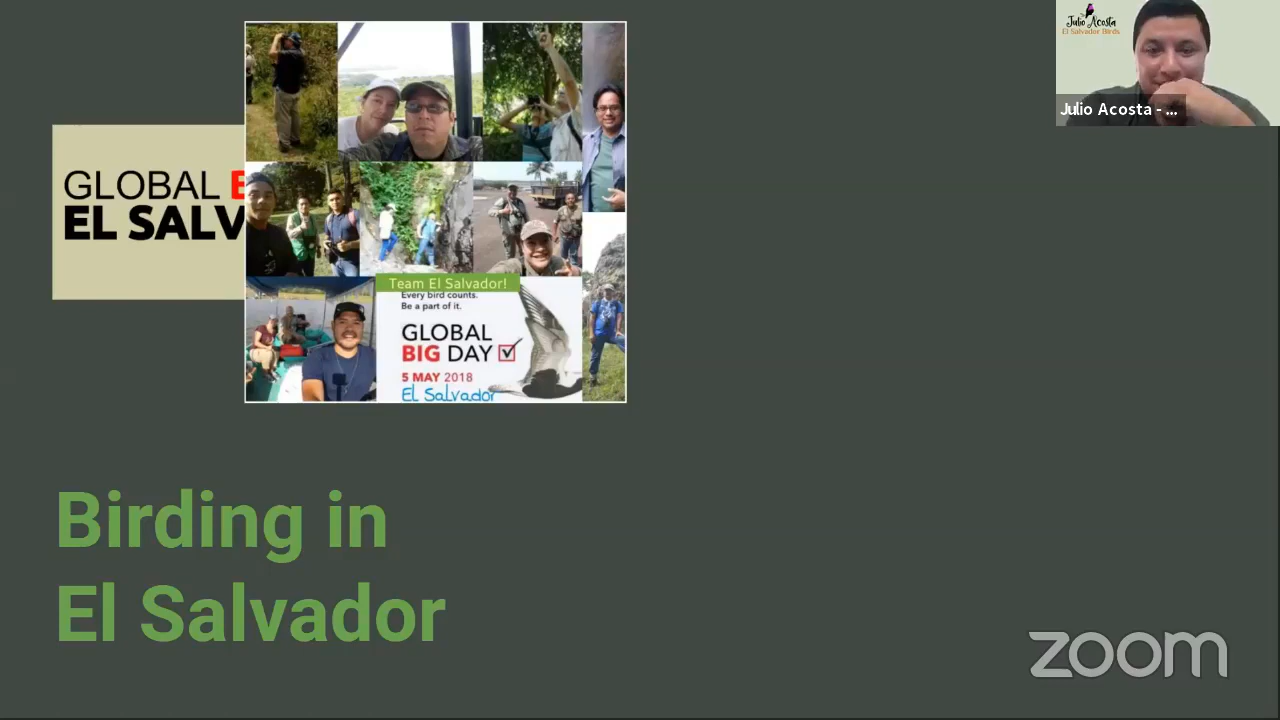 GLOBAL
EL SALV
Team El Salvador!
Every bird counts.
Be a part of it.
GLOBAL
BIG DAY
5 MAY 2018
El Salvador
Birding in
El Salvador
Julio Acosta
El Salvador Birds
Julio Acosta - ...
zoom